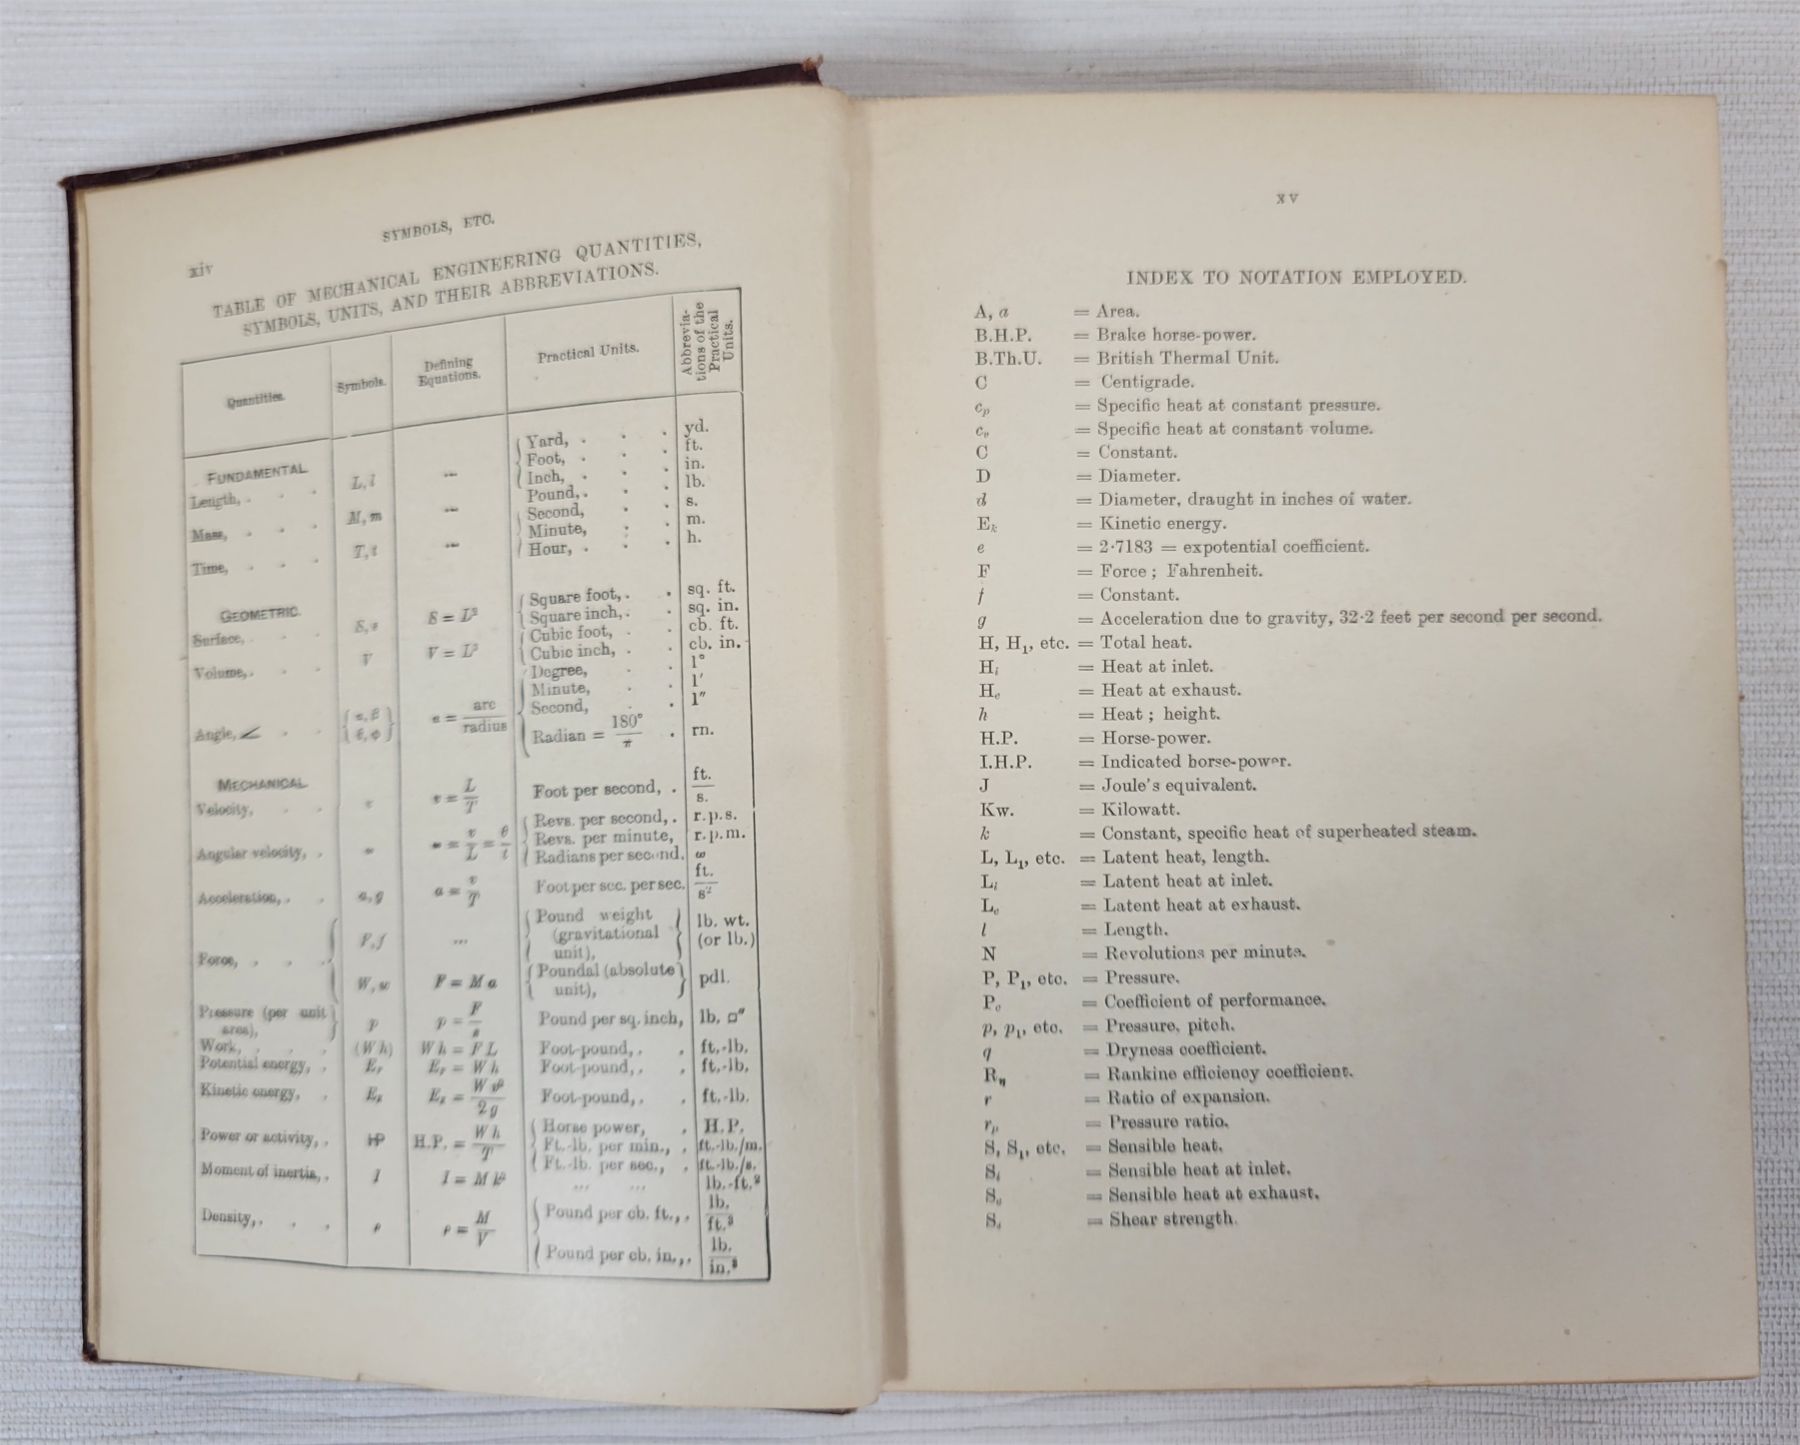 xiv
SYMBOLS, ETC.
TABLE OF MECHANICAL ENGINEERING QUANTITIES,
SYMBOLS, UNITS, AND THEIR ABBREVIATIONS.
Quantities. Symbols. Defining Equations. Practical Units. Abbreviations of the Practical Units.
FUNDAMENTAL
Length, . . . L, l ... { Yard, . . . yd.
Foot, . . . ft.
Inch, . . . in.
Mass, . . . M, m ... Pound, . . . lb.
Time, . . . T, t ... { Second, . . s.
Minute, . . m.
Hour, . . . h.
GEOMETRIC.
Surface, . . . S, s S = L² { Square foot, . . sq. ft.
Square inch, . . sq. in.
Volume, . . . V V = L³ { Cubic foot, . . cb. ft.
Cubic inch, . . cb. in.
Angle, ∠ . . = arc/radius { Degree, . 1°
Minute, . . 1′
Second, . . 1″
Radian = 180°/π . rn.
MECHANICAL
Velocity, . . v v = L/T Foot per second, . ft./s.
Angular velocity, . ω ω = v/L = θ/t { Revs. per second, . r.p.s.
Revs. per minute, r.p.m.
Radians per second. ω
Acceleration, . . a, g a = v/T Foot per sec. per sec. ft./s²
Force, . . . { F, f ... { Pound weight (gravitational unit), } lb. wt. (or lb.)
W, w F = M a { Poundal (absolute unit), } pdl.
Pressure (per unit area), } p p = F/s Pound per sq. inch, lb. □″
Work, . . . (W h) W h = F L Foot-pound, . . ft.-lb.
Potential energy, . W h Foot-pound, . . ft.-lb.
Kinetic energy, . W v²/2 g Foot-pound, . . ft.-lb.
Power or activity, . HP H.P. = W h/T { Horse power, . H.P.
Ft.-lb. per min., . ft.-lb./m.
Ft.-lb. per sec., . ft.-lb./s.
Moment of inertia, . I I = M k² ... ... lb.-ft.²
Density, . . . ρ ρ = M/V { Pound per cb. ft., . lb./ft.³
Pound per cb. in., . lb./in.³
xv
INDEX TO NOTATION EMPLOYED.
A, a = Area.
B.H.P. = Brake horse-power.
B.Th.U. = British Thermal Unit.
C = Centigrade.
cₚ = Specific heat at constant pressure.
cᵥ = Specific heat at constant volume.
C = Constant.
D = Diameter.
d = Diameter, draught in inches of water.
Eₖ = Kinetic energy.
e = 2·7183 = expotential coefficient.
F = Force ; Fahrenheit.
f = Constant.
g = Acceleration due to gravity, 32·2 feet per second per second.
H, H₁, etc. = Total heat.
Hᵢ = Heat at inlet.
Hₑ = Heat at exhaust.
h = Heat ; height.
H.P. = Horse-power.
I.H.P. = Indicated horse-power.
J = Joule's equivalent.
Kw. = Kilowatt.
k = Constant, specific heat of superheated steam.
L, L₁, etc. = Latent heat, length.
Lᵢ = Latent heat at inlet.
Lₑ = Latent heat at exhaust.
l = Length.
N = Revolutions per minute.
P, P₁, etc. = Pressure.
Pₑ = Coefficient of performance.
p, p₁, etc. = Pressure, pitch.
q = Dryness coefficient.
Rη = Rankine efficiency coefficient.
r = Ratio of expansion.
rₚ = Pressure ratio.
S, S₁, etc. = Sensible heat.
Sᵢ = Sensible heat at inlet.
Sₑ = Sensible heat at exhaust.
Sₛ = Shear strength.